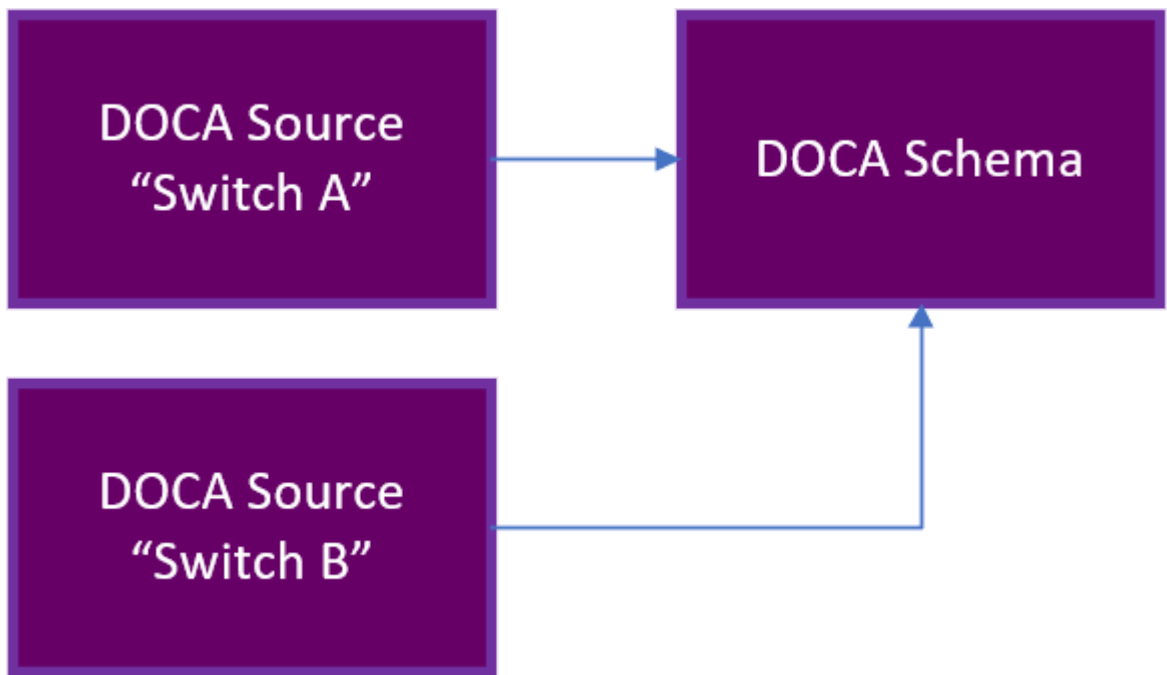 DOCA Source
“Switch A”
DOCA Schema
DOCA Source
“Switch B”